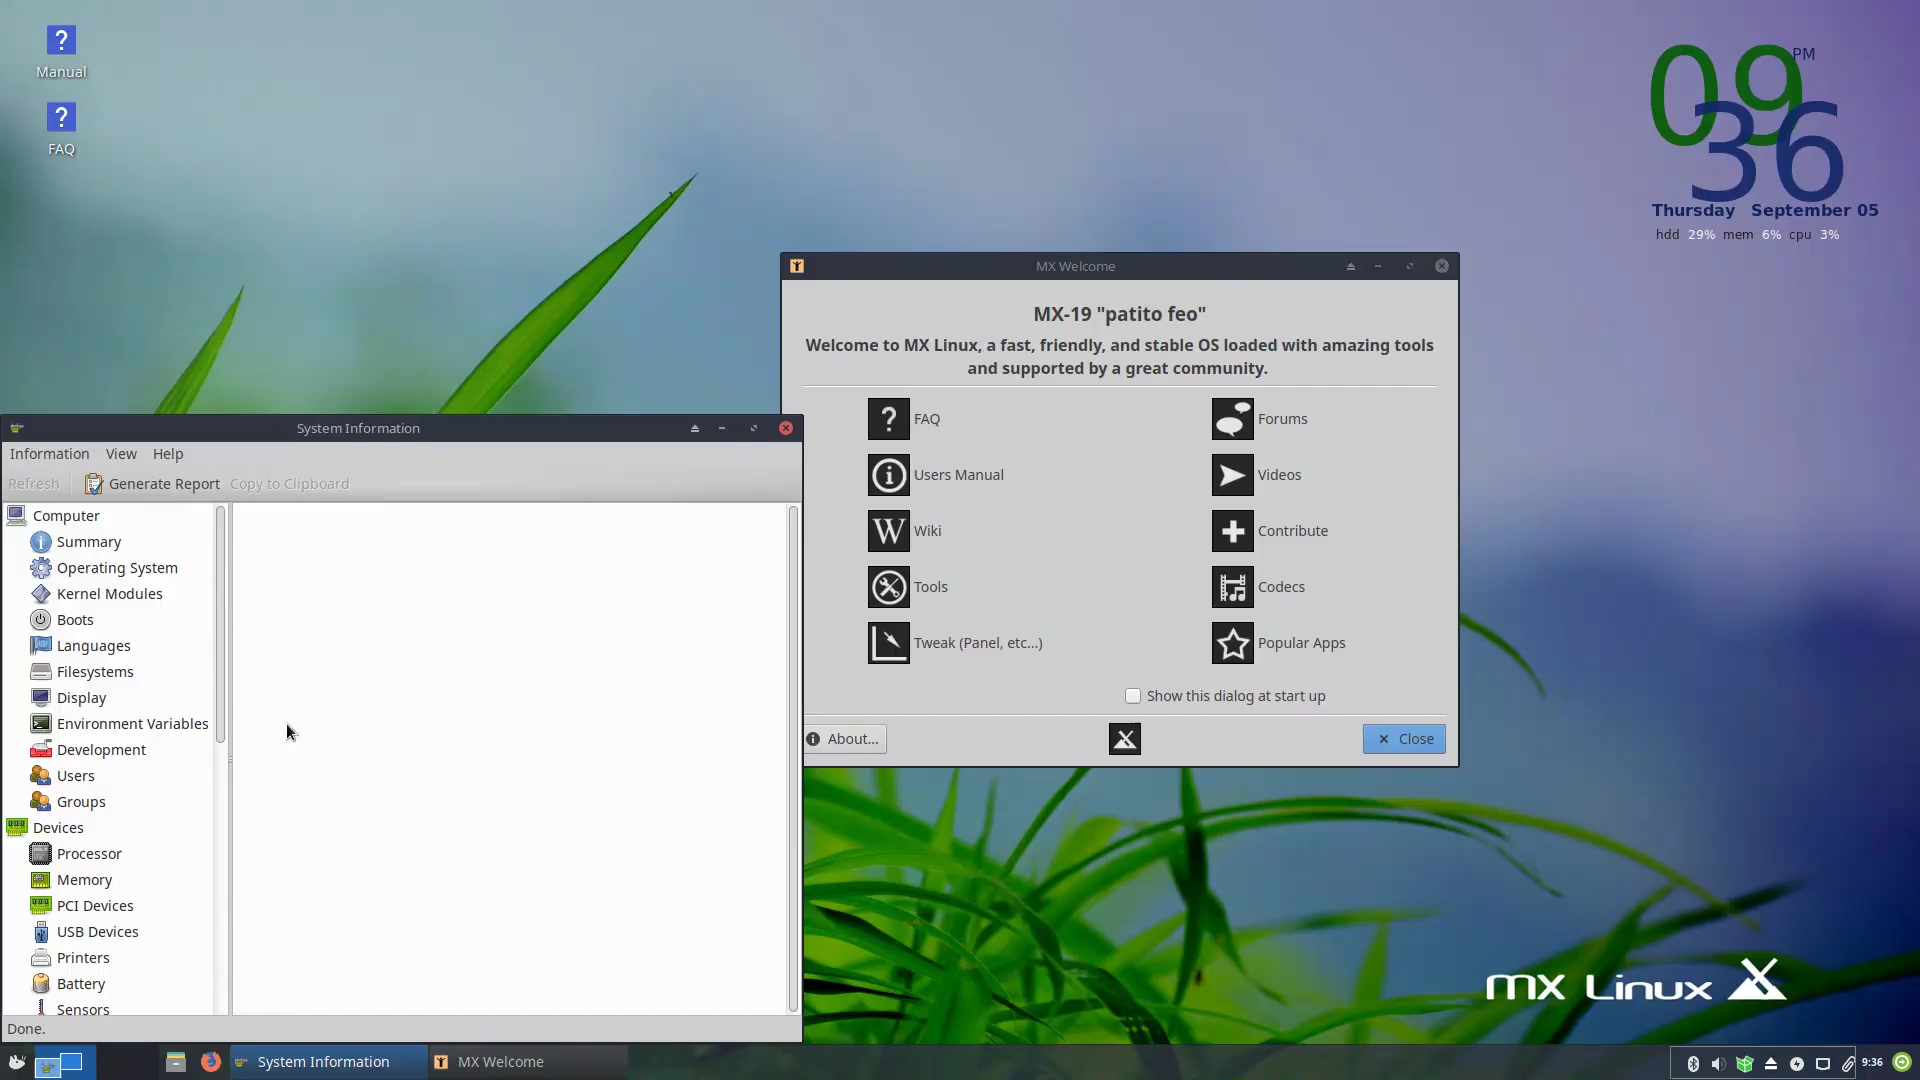 Manual
FAQ
09
PM
36
Thursday September 05
hdd 29% mem 6% cpu 3%
MX Welcome
MX-19 "patito feo"
Welcome to MX Linux, a fast, friendly, and stable OS loaded with amazing tools
and supported by a great community.
FAQ
Forums
Users Manual
Videos
W Wiki
Contribute
Tools
Codecs
Tweak (Panel, etc...)
Popular Apps
Show this dialog at start up
About...
Close
System Information
Information View Help
Refresh Generate Report Copy to Clipboard
Computer
Summary
Operating System
Kernel Modules
Boots
Languages
Filesystems
Display
Environment Variables
Development
Users
Groups
Devices
Processor
Memory
PCI Devices
USB Devices
Printers
Battery
Sensors
Done.
mx Linux
System Information
MX Welcome
9:36